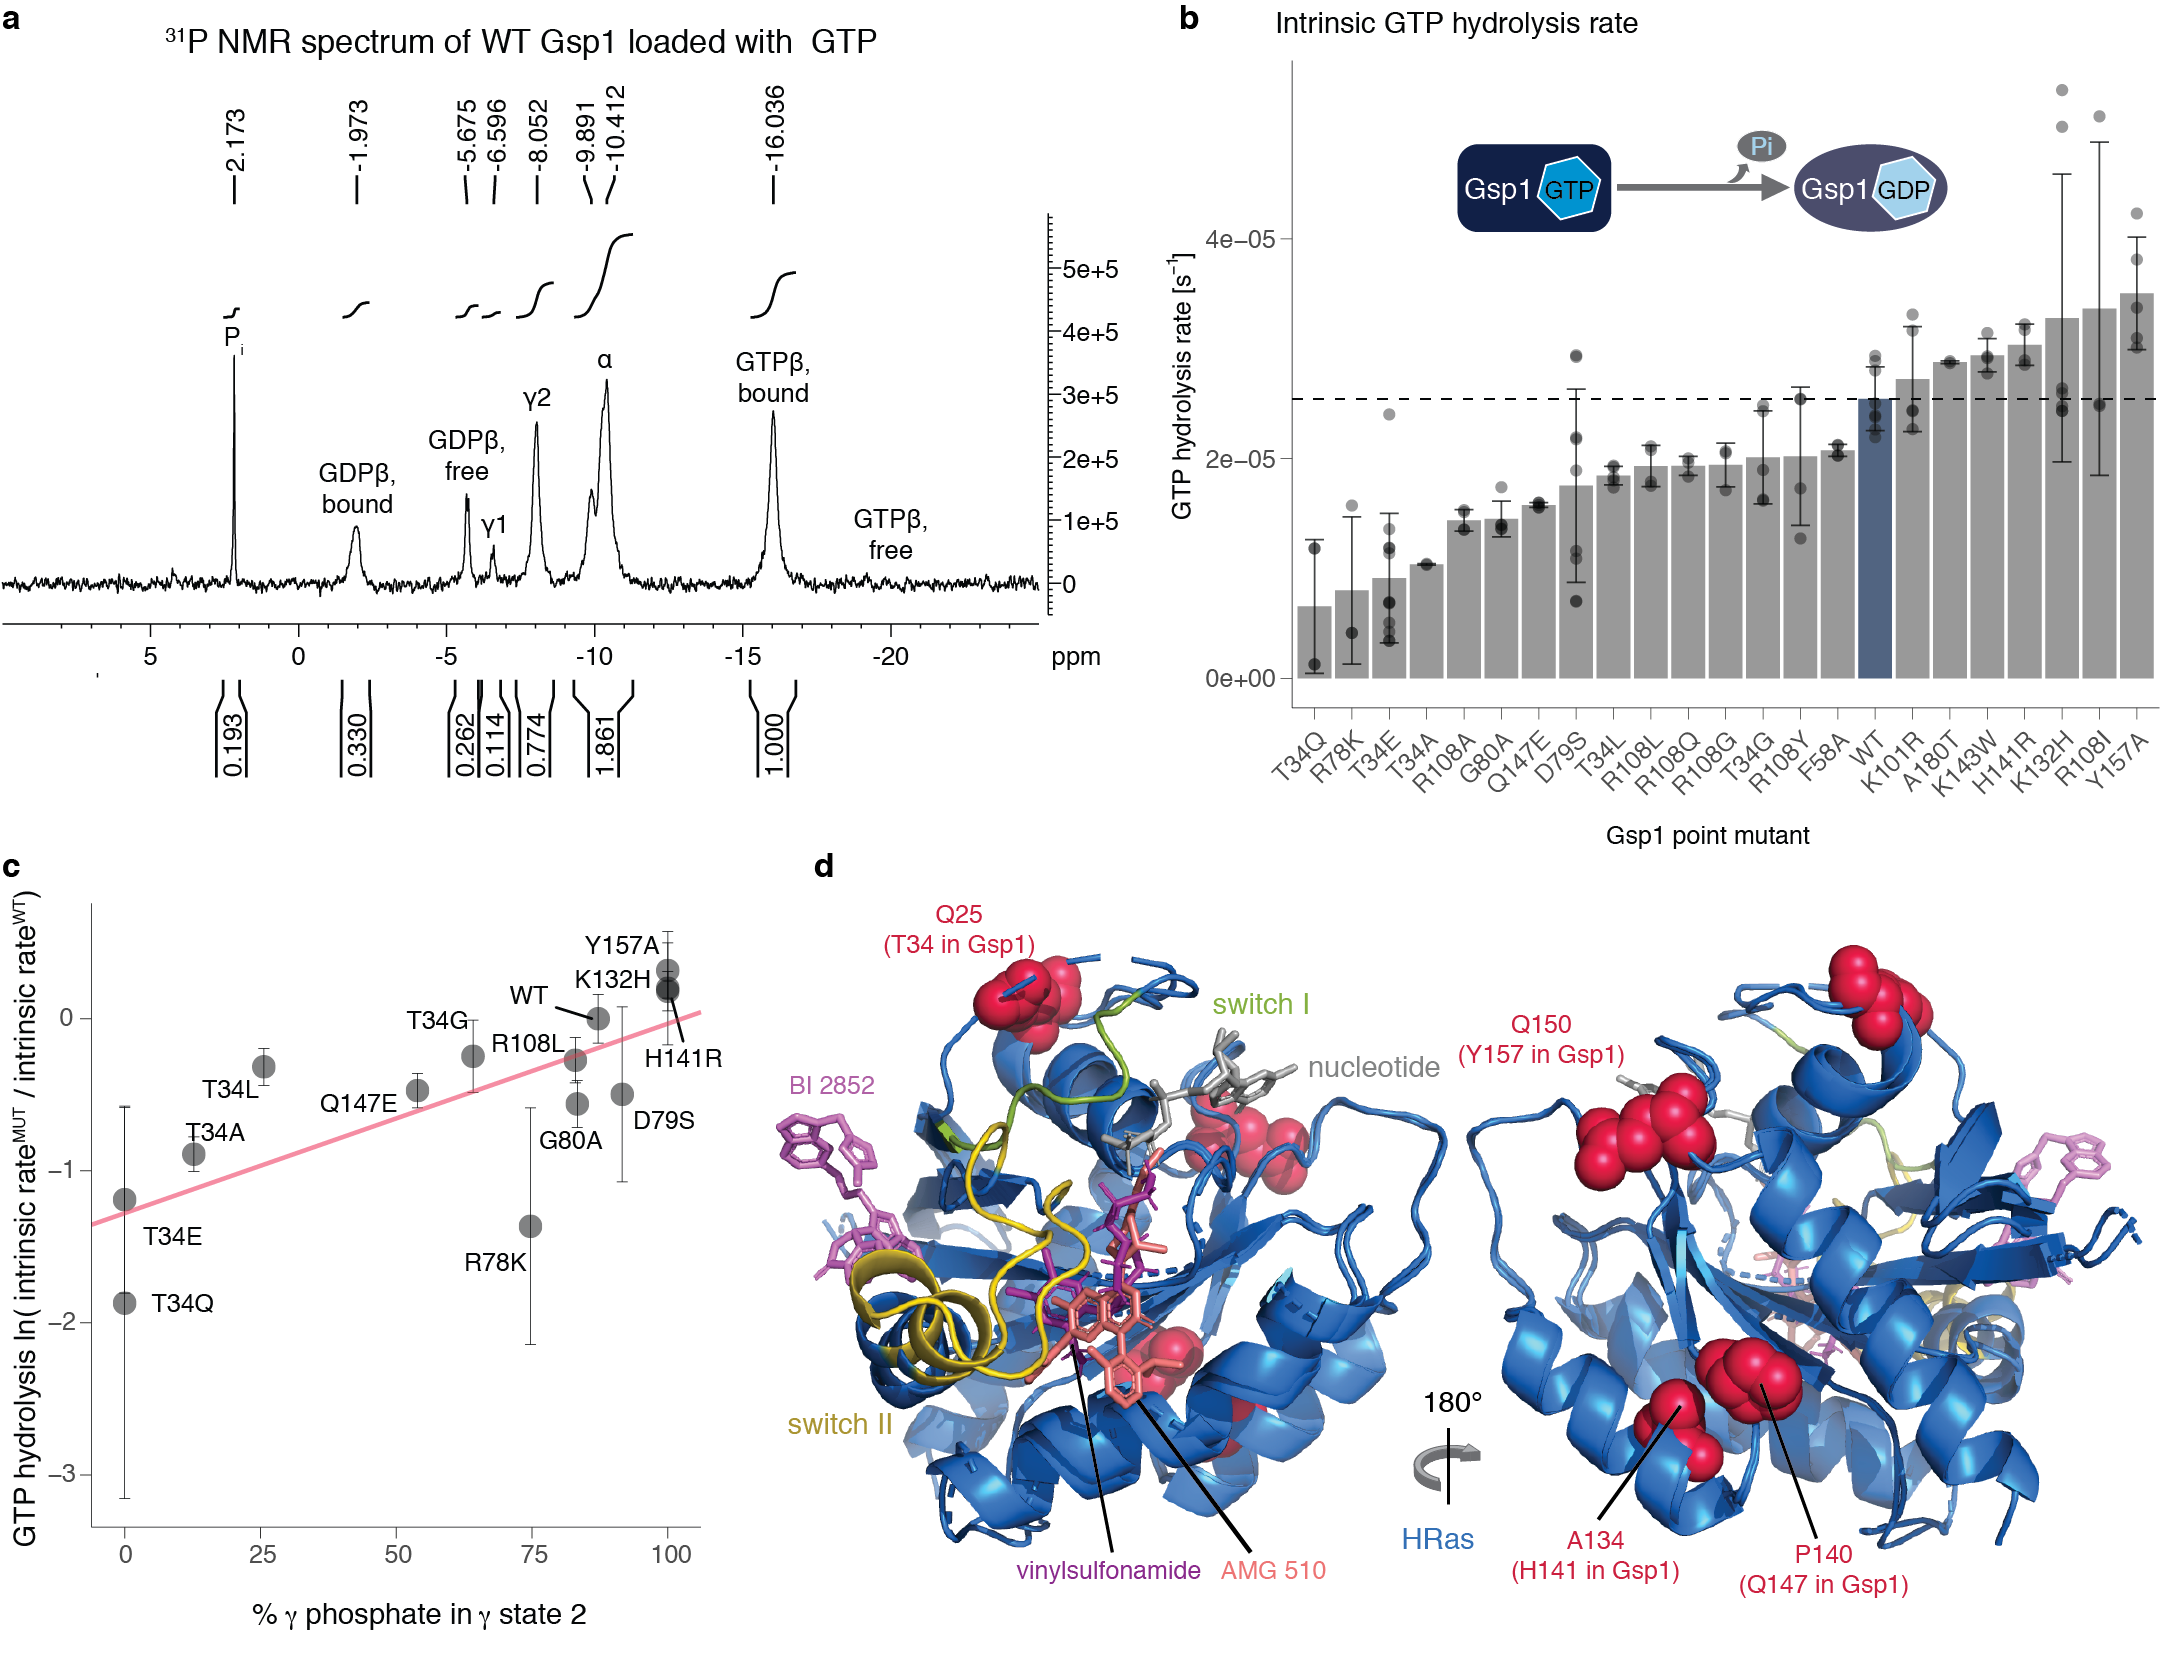 a
³¹P NMR spectrum of WT Gsp1 loaded with GTP
2.173
-1.973
-5.675
-6.596
-8.052
-9.891
-10.412
-16.036
5e+5
4e+5
3e+5
2e+5
1e+5
0
Pi
GDPβ,
bound
GDPβ,
free
γ1
γ2
α
GTPβ,
bound
GTPβ,
free
5
0
-5
-10
-15
-20
ppm
0.193
0.330
0.262
0.114
0.774
1.861
1.000
b
Intrinsic GTP hydrolysis rate
Gsp1 GTP
Pi
Gsp1 GDP
GTP hydrolysis rate [s⁻¹]
4e−05
2e−05
0e+00
T34Q
R78K
T34E
T34A
R108A
G80A
Q147E
D79S
T34L
R108L
R108Q
R108G
T34G
R108Y
F58A
WT
K101R
A180T
K143W
H141R
K132H
R108I
Y157A
Gsp1 point mutant
c
GTP hydrolysis ln( intrinsic rateᴹᵁᵀ / intrinsic rateᵂᵀ)
0
−1
−2
−3
Y157A
K132H
WT
T34G
R108L
H141R
T34L
Q147E
D79S
G80A
T34A
T34E
R78K
T34Q
0
25
50
75
100
% γ phosphate in γ state 2
d
Q25
(T34 in Gsp1)
switch I
nucleotide
BI 2852
switch II
vinylsulfonamide
AMG 510
180°
HRas
Q150
(Y157 in Gsp1)
A134
(H141 in Gsp1)
P140
(Q147 in Gsp1)